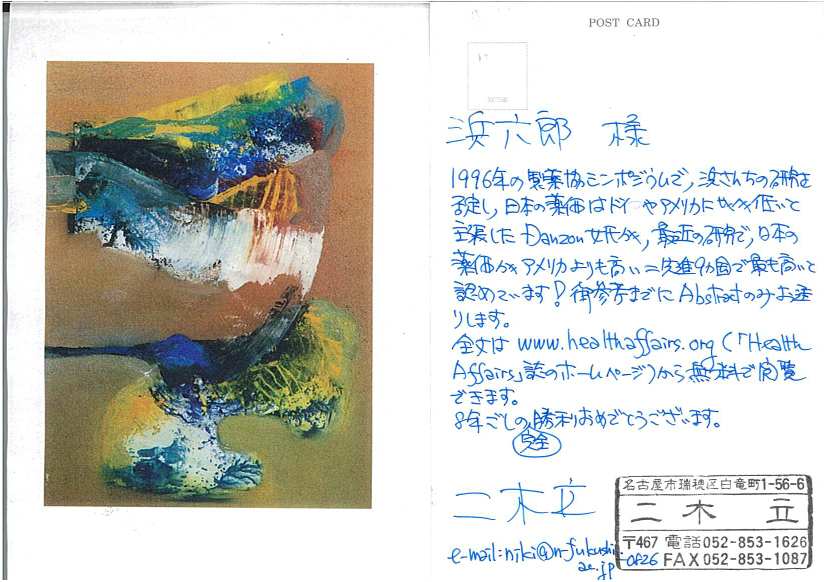 POST CARD
浜六郎 様
1996年の製薬協シンポジウムで,浜さんらの研究を
否定し,日本の薬価はドイツやアメリカに比べ低いと
主張したDanzon女氏が,最近の研究で,日本の
薬価がアメリカよりも高い=先進9カ国で最も高いと
認めています!御参考までにAbstractのみお送
りします。
全文は www.healthaffairs.org (「Health
Affairs」誌のホームページ)から無料で閲覧
できます。
8年ごしの完全勝利おめでとうございます。
二木立
e-mail:niki@n-fukushi.
ac.jp
名古屋市瑞穂区白竜町1-56-6
二木 立
〒467 電話052-853-1626
-0826 FAX052-853-1087